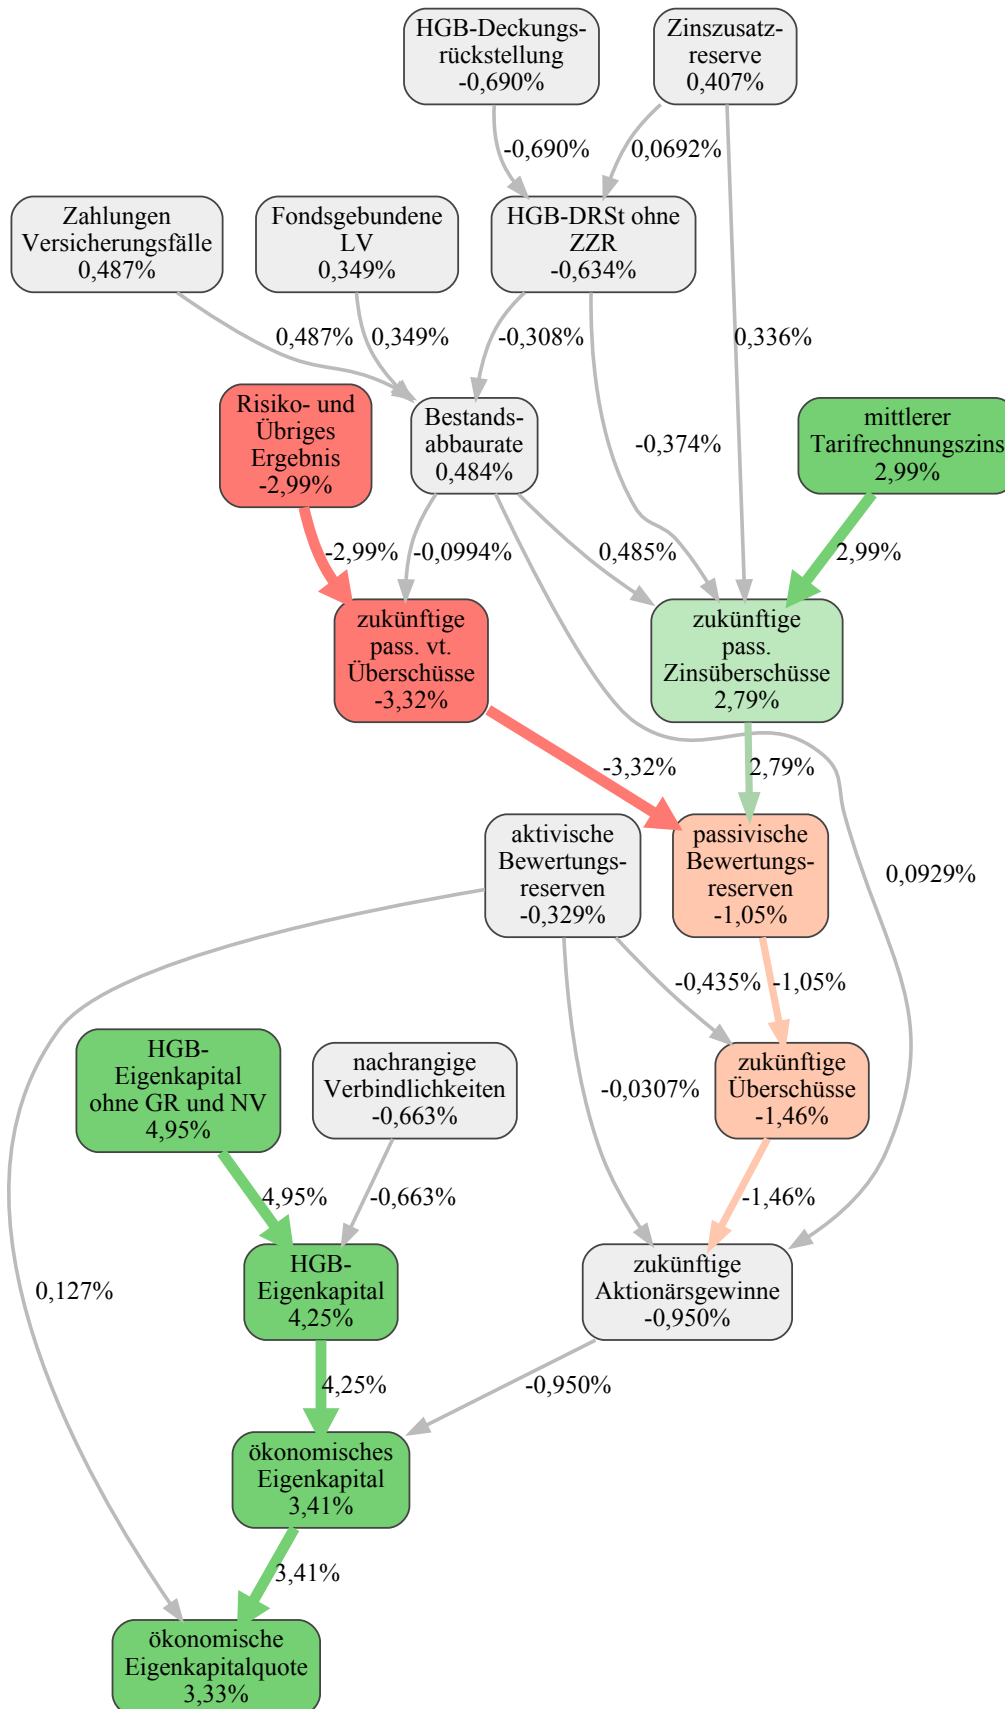 HGB-Deckungs-
rückstellung
-0,690%
Zinszusatz-
reserve
0,407%
-0,690%
0,0692%
Zahlungen
Versicherungsfälle
0,487%
Fondsgebundene
LV
0,349%
HGB-DRSt ohne
ZZR
-0,634%
0,487%
0,349%
-0,308%
0,336%
Risiko- und
Übriges
Ergebnis
-2,99%
Bestands-
abbaurate
0,484%
-0,374%
mittlerer
Tarifrechnungszins
2,99%
-2,99%
-0,0994%
0,485%
2,99%
zukünftige
pass. vt.
Überschüsse
-3,32%
zukünftige
pass.
Zinsüberschüsse
2,79%
-3,32%
2,79%
aktivische
Bewertungs-
reserven
-0,329%
passivische
Bewertungs-
reserven
-1,05%
0,0929%
-0,435%
-1,05%
HGB-
Eigenkapital
ohne GR und NV
4,95%
nachrangige
Verbindlichkeiten
-0,663%
-0,0307%
zukünftige
Überschüsse
-1,46%
4,95%
-0,663%
-1,46%
0,127%
HGB-
Eigenkapital
4,25%
zukünftige
Aktionärsgewinne
-0,950%
4,25%
-0,950%
ökonomisches
Eigenkapital
3,41%
3,41%
ökonomische
Eigenkapitalquote
3,33%